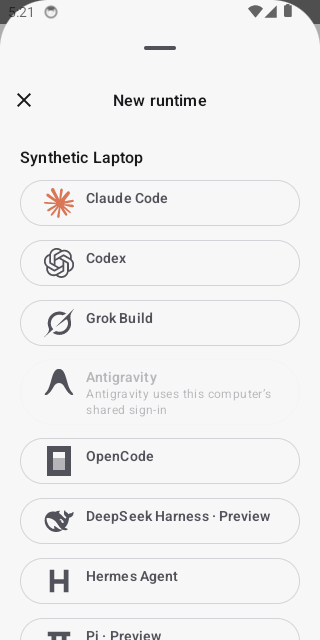 5:21
New runtime
Synthetic Laptop
Claude Code
Codex
Grok Build
Antigravity
Antigravity uses this computer's
shared sign-in
OpenCode
DeepSeek Harness · Preview
Hermes Agent
Pi · Preview